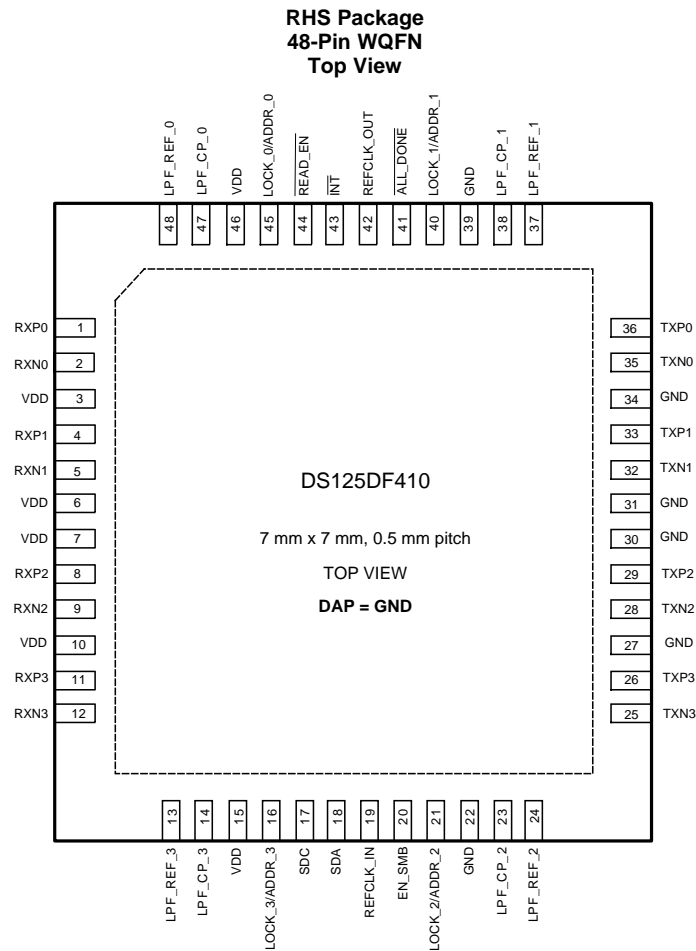 RHS Package
48-Pin WQFN
Top View
LPF_REF_0
LPF_CP_0
VDD
LOCK_0/ADDR_0
READ_EN
INT
REFCLK_OUT
ALL_DONE
LOCK_1/ADDR_1
GND
LPF_CP_1
LPF_REF_1
48 47 46 45 44 43 42 41 40 39 38 37
RXP0 1 36 TXP0
RXN0 2 35 TXN0
VDD 3 34 GND
RXP1 4 33 TXP1
RXN1 5 32 TXN1
VDD 6 31 GND
VDD 7 30 GND
RXP2 8 29 TXP2
RXN2 9 28 TXN2
VDD 10 27 GND
RXP3 11 26 TXP3
RXN3 12 25 TXN3
DS125DF410
7 mm x 7 mm, 0.5 mm pitch
TOP VIEW
DAP = GND
13 14 15 16 17 18 19 20 21 22 23 24
LPF_REF_3
LPF_CP_3
VDD
LOCK_3/ADDR_3
SDC
SDA
REFCLK_IN
EN_SMB
LOCK_2/ADDR_2
GND
LPF_CP_2
LPF_REF_2